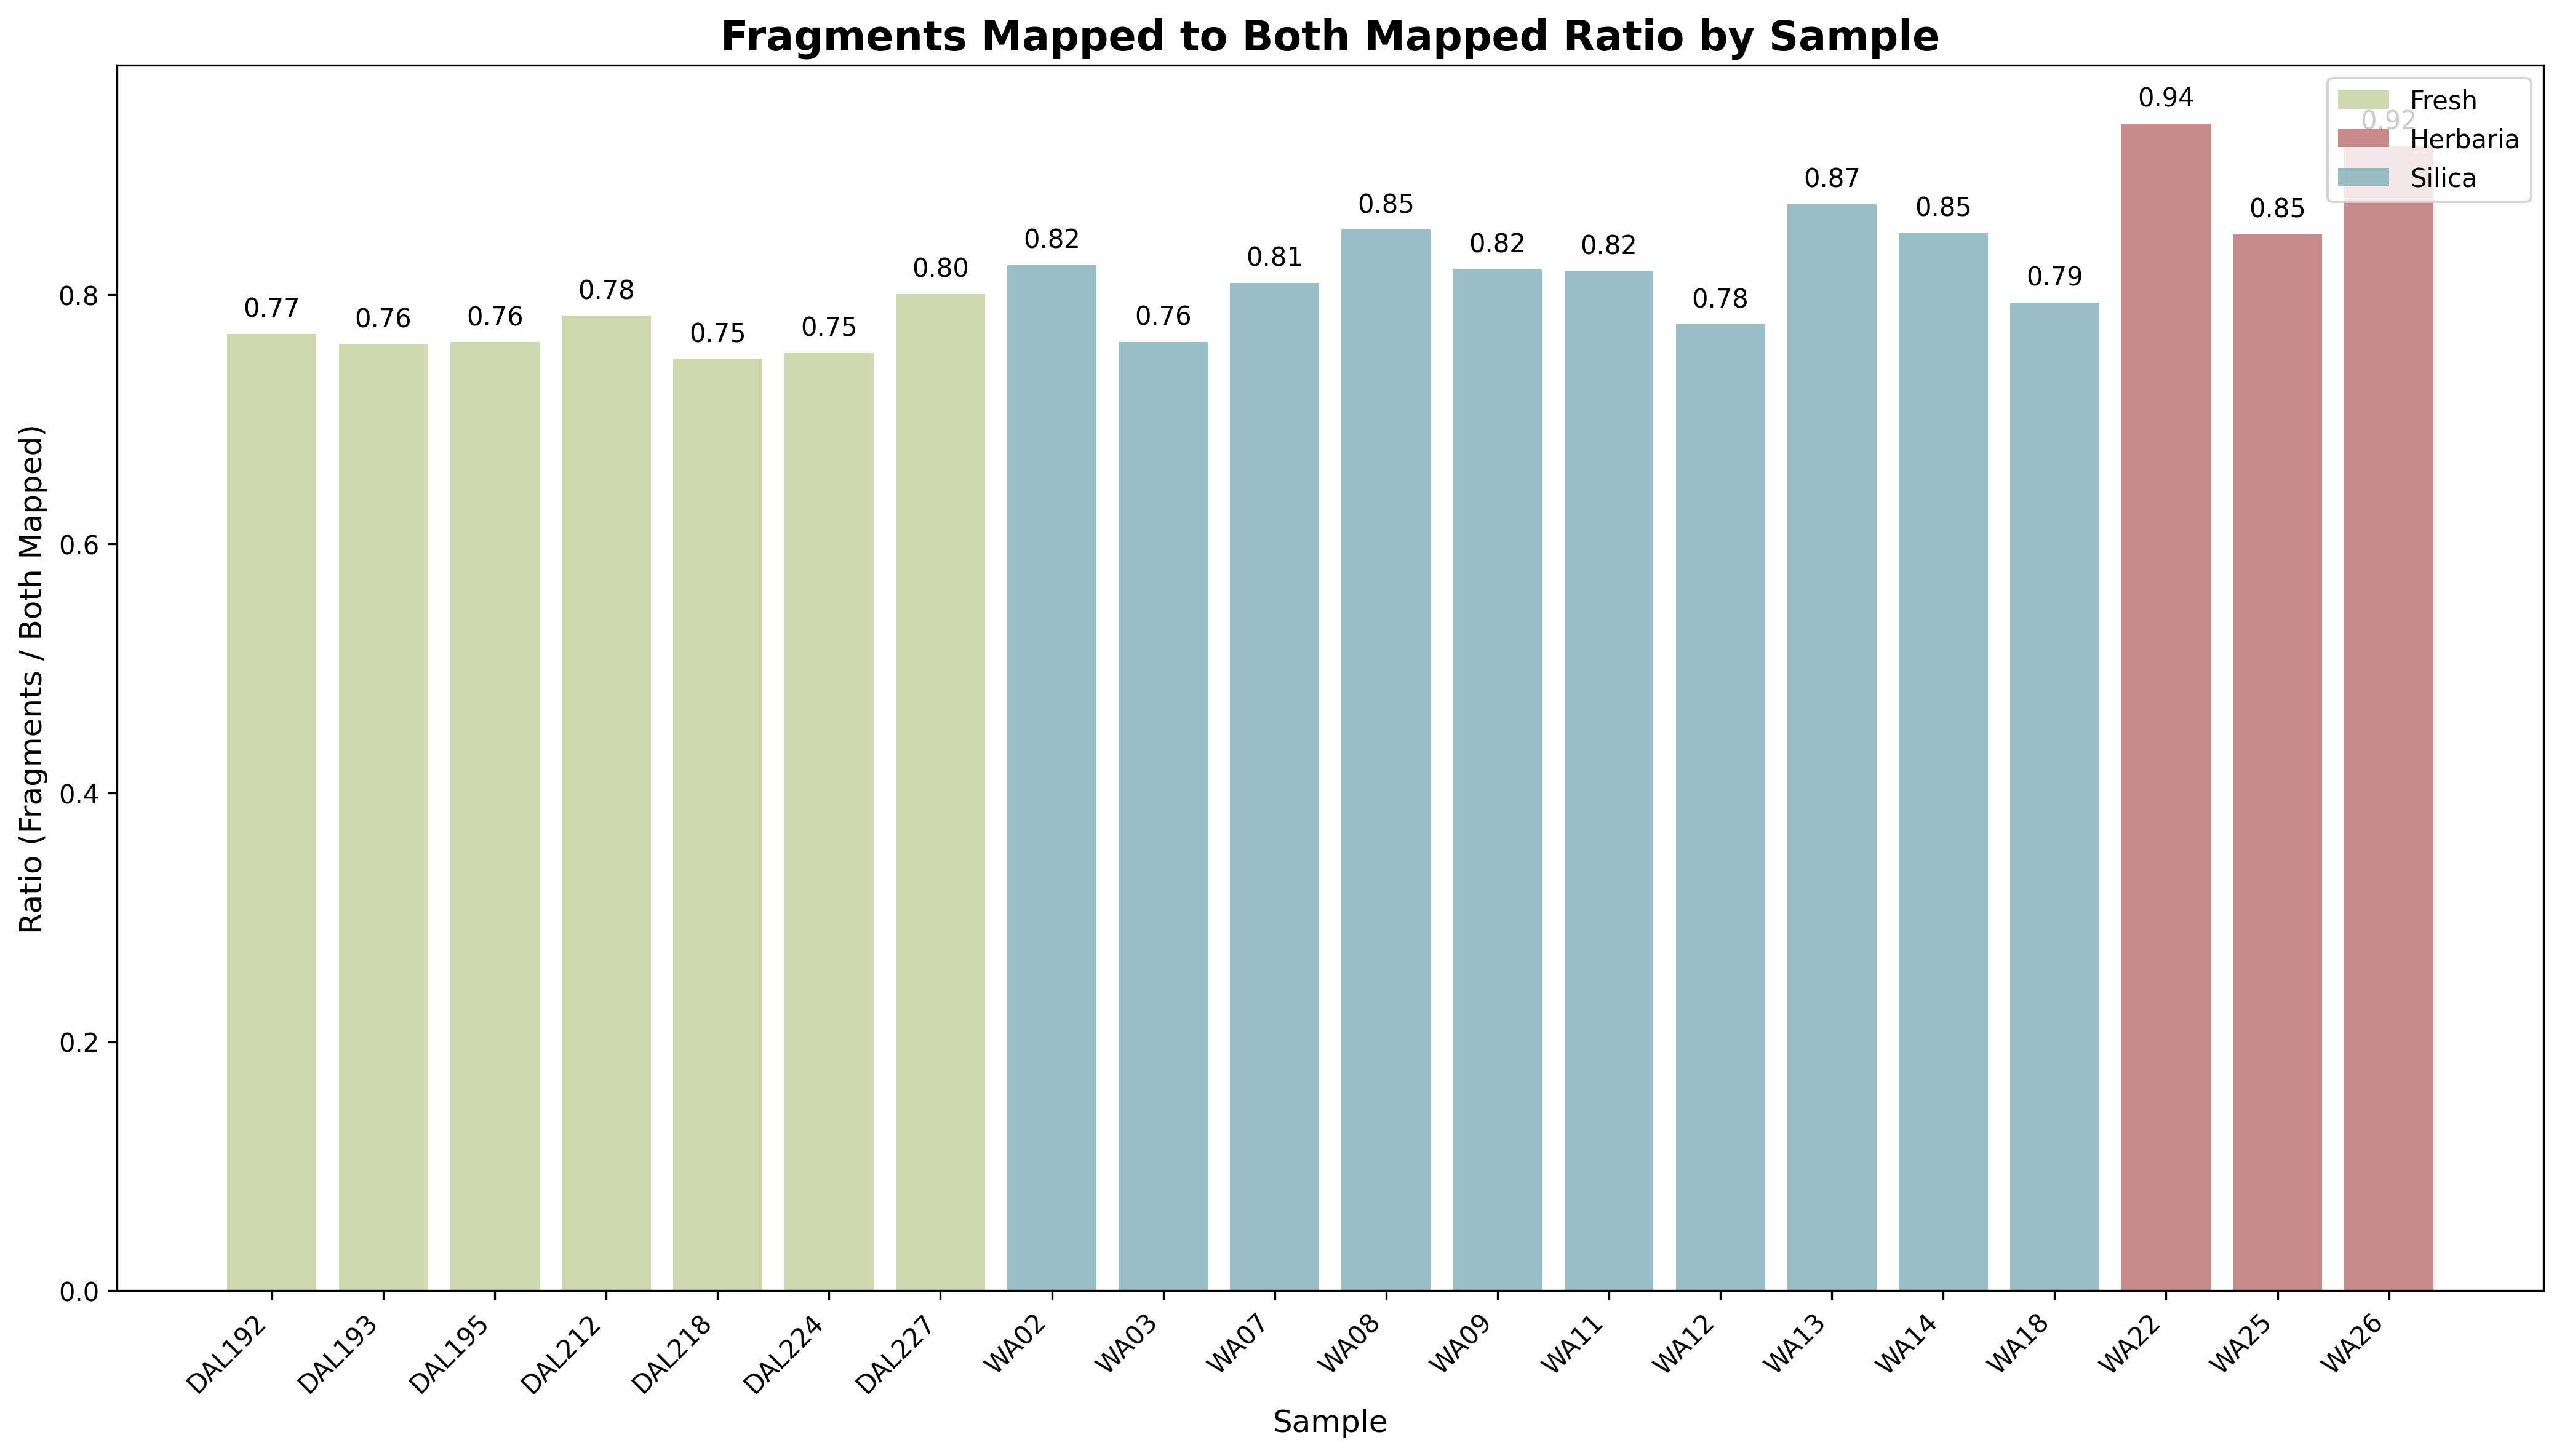 Fragments Mapped to Both Mapped Ratio by Sample
Fresh
Herbaria
Silica
Ratio (Fragments / Both Mapped)
0.8
0.6
0.4
0.2
0.0
0.77
0.76
0.76
0.78
0.75
0.75
0.80
0.82
0.76
0.81
0.85
0.82
0.82
0.78
0.87
0.85
0.79
0.94
0.85
0.92
DAL192
DAL193
DAL195
DAL212
DAL218
DAL224
DAL227
WA02
WA03
WA07
WA08
WA09
WA11
WA12
WA13
WA14
WA18
WA22
WA25
WA26
Sample